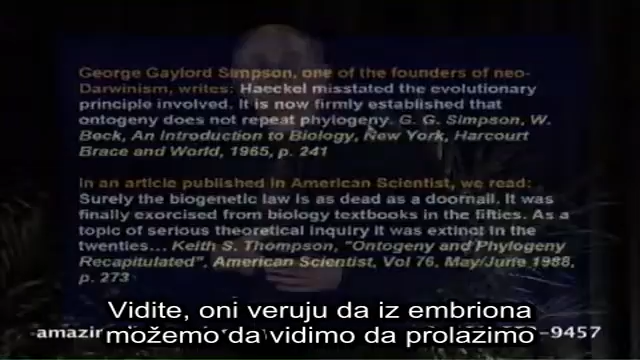 George Gaylord Simpson, one of the founders of neo-
Darwinism, writes: Haeckel misstated the evolutionary
principle involved. It is now firmly established that
ontogeny does not repeat phylogeny. G. G. Simpson, W.
Beck, An Introduction to Biology, New York, Harcourt
Brace and World, 1965, p. 241
In an article published in American Scientist, we read:
Surely the biogenetic law is as dead as a doornail. It was
finally exorcised from biology textbooks in the fifties. As a
topic of serious theoretical inquiry it was extinct in the
twenties... Keith S. Thompson, "Ontogeny and Phylogeny
Recapitulated", American Scientist, Vol 76, May/June 1988,
p. 273
Vidite, oni veruju da iz embriona
možemo da vidimo da prolazimo
-9457